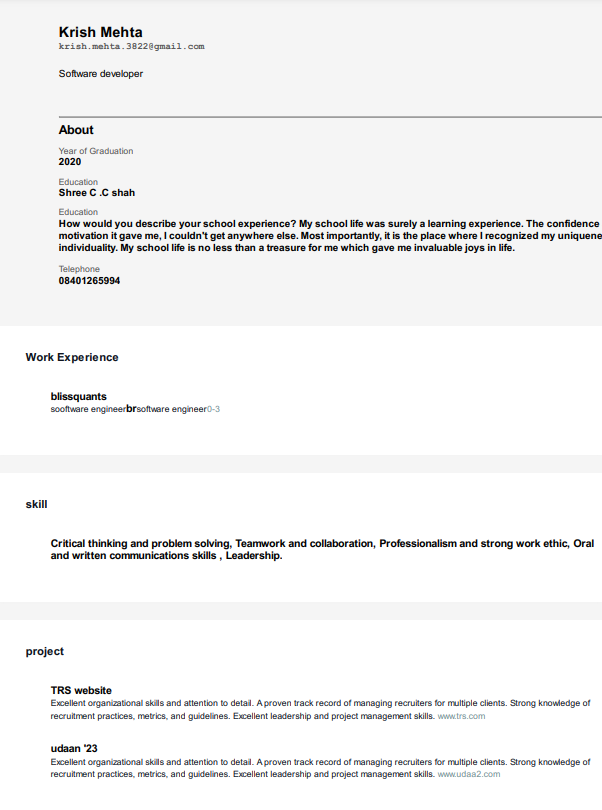 Krish Mehta
krish.mehta.3822@gmail.com
Software developer
About
Year of Graduation
2020
Education
Shree C .C shah
Education
How would you describe your school experience? My school life was surely a learning experience. The confidence
motivation it gave me, I couldn't get anywhere else. Most importantly, it is the place where I recognized my uniquene
individuality. My school life is no less than a treasure for me which gave me invaluable joys in life.
Telephone
08401265994
Work Experience
blissquants
sooftware engineerbrsoftware engineer0-3
skill
Critical thinking and problem solving, Teamwork and collaboration, Professionalism and strong work ethic, Oral
and written communications skills , Leadership.
project
TRS website
Excellent organizational skills and attention to detail. A proven track record of managing recruiters for multiple clients. Strong knowledge of
recruitment practices, metrics, and guidelines. Excellent leadership and project management skills. www.trs.com
udaan '23
Excellent organizational skills and attention to detail. A proven track record of managing recruiters for multiple clients. Strong knowledge of
recruitment practices, metrics, and guidelines. Excellent leadership and project management skills. www.udaa2.com